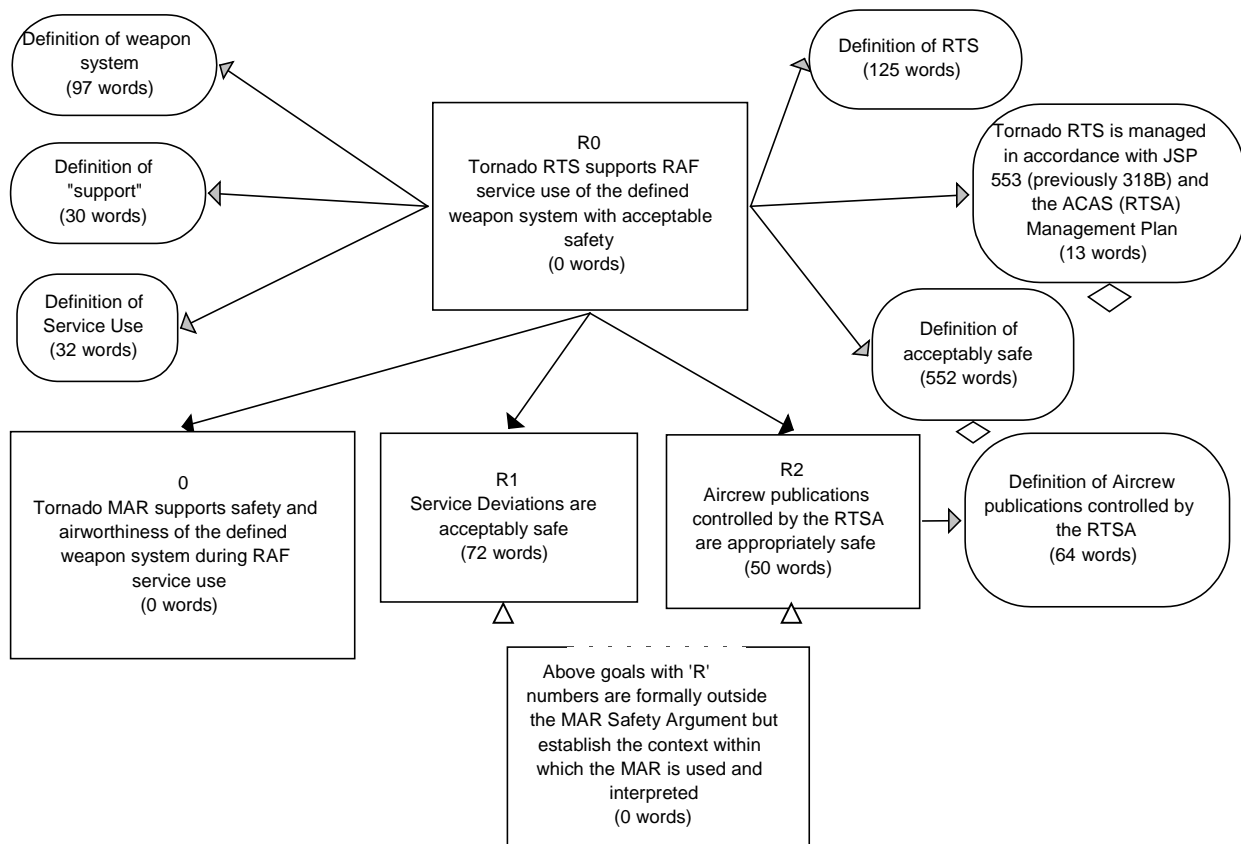 Definition of weapon
system
(97 words)
Definition of
"support"
(30 words)
Definition of
Service Use
(32 words)
R0
Tornado RTS supports RAF
service use of the defined
weapon system with acceptable
safety
(0 words)
Definition of RTS
(125 words)
Tornado RTS is managed
in accordance with JSP
553 (previously 318B) and
the ACAS (RTSA)
Management Plan
(13 words)
Definition of
acceptably safe
(552 words)
0
Tornado MAR supports safety and
airworthiness of the defined
weapon system during RAF
service use
(0 words)
R1
Service Deviations are
acceptably safe
(72 words)
R2
Aircrew publications
controlled by the RTSA
are appropriately safe
(50 words)
Definition of Aircrew
publications controlled by
the RTSA
(64 words)
Above goals with 'R'
numbers are formally outside
the MAR Safety Argument but
establish the context within
which the MAR is used and
interpreted
(0 words)